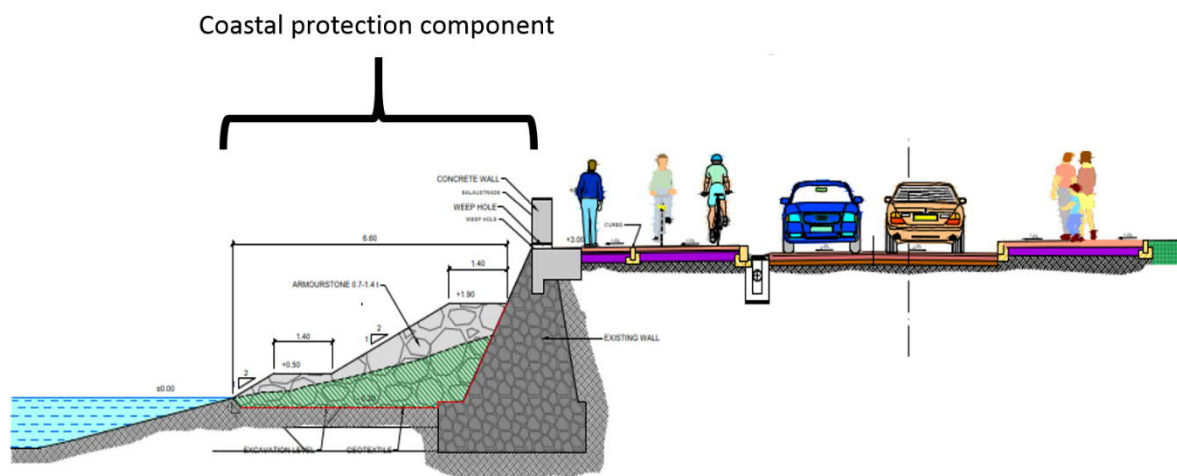 Coastal protection component
CONCRETE WALL
BALAUSTRADE
WEEP HOLE
WEEP HOLE
+3.00
CURBS
6.60
1.40
ARMOURSTONE 0.7-1.4 t
+1.90
2
1
1.40
+0.50
2
±0.00
-0.20
EXISTING WALL
EXCAVATION LEVEL
GEOTEXTILE